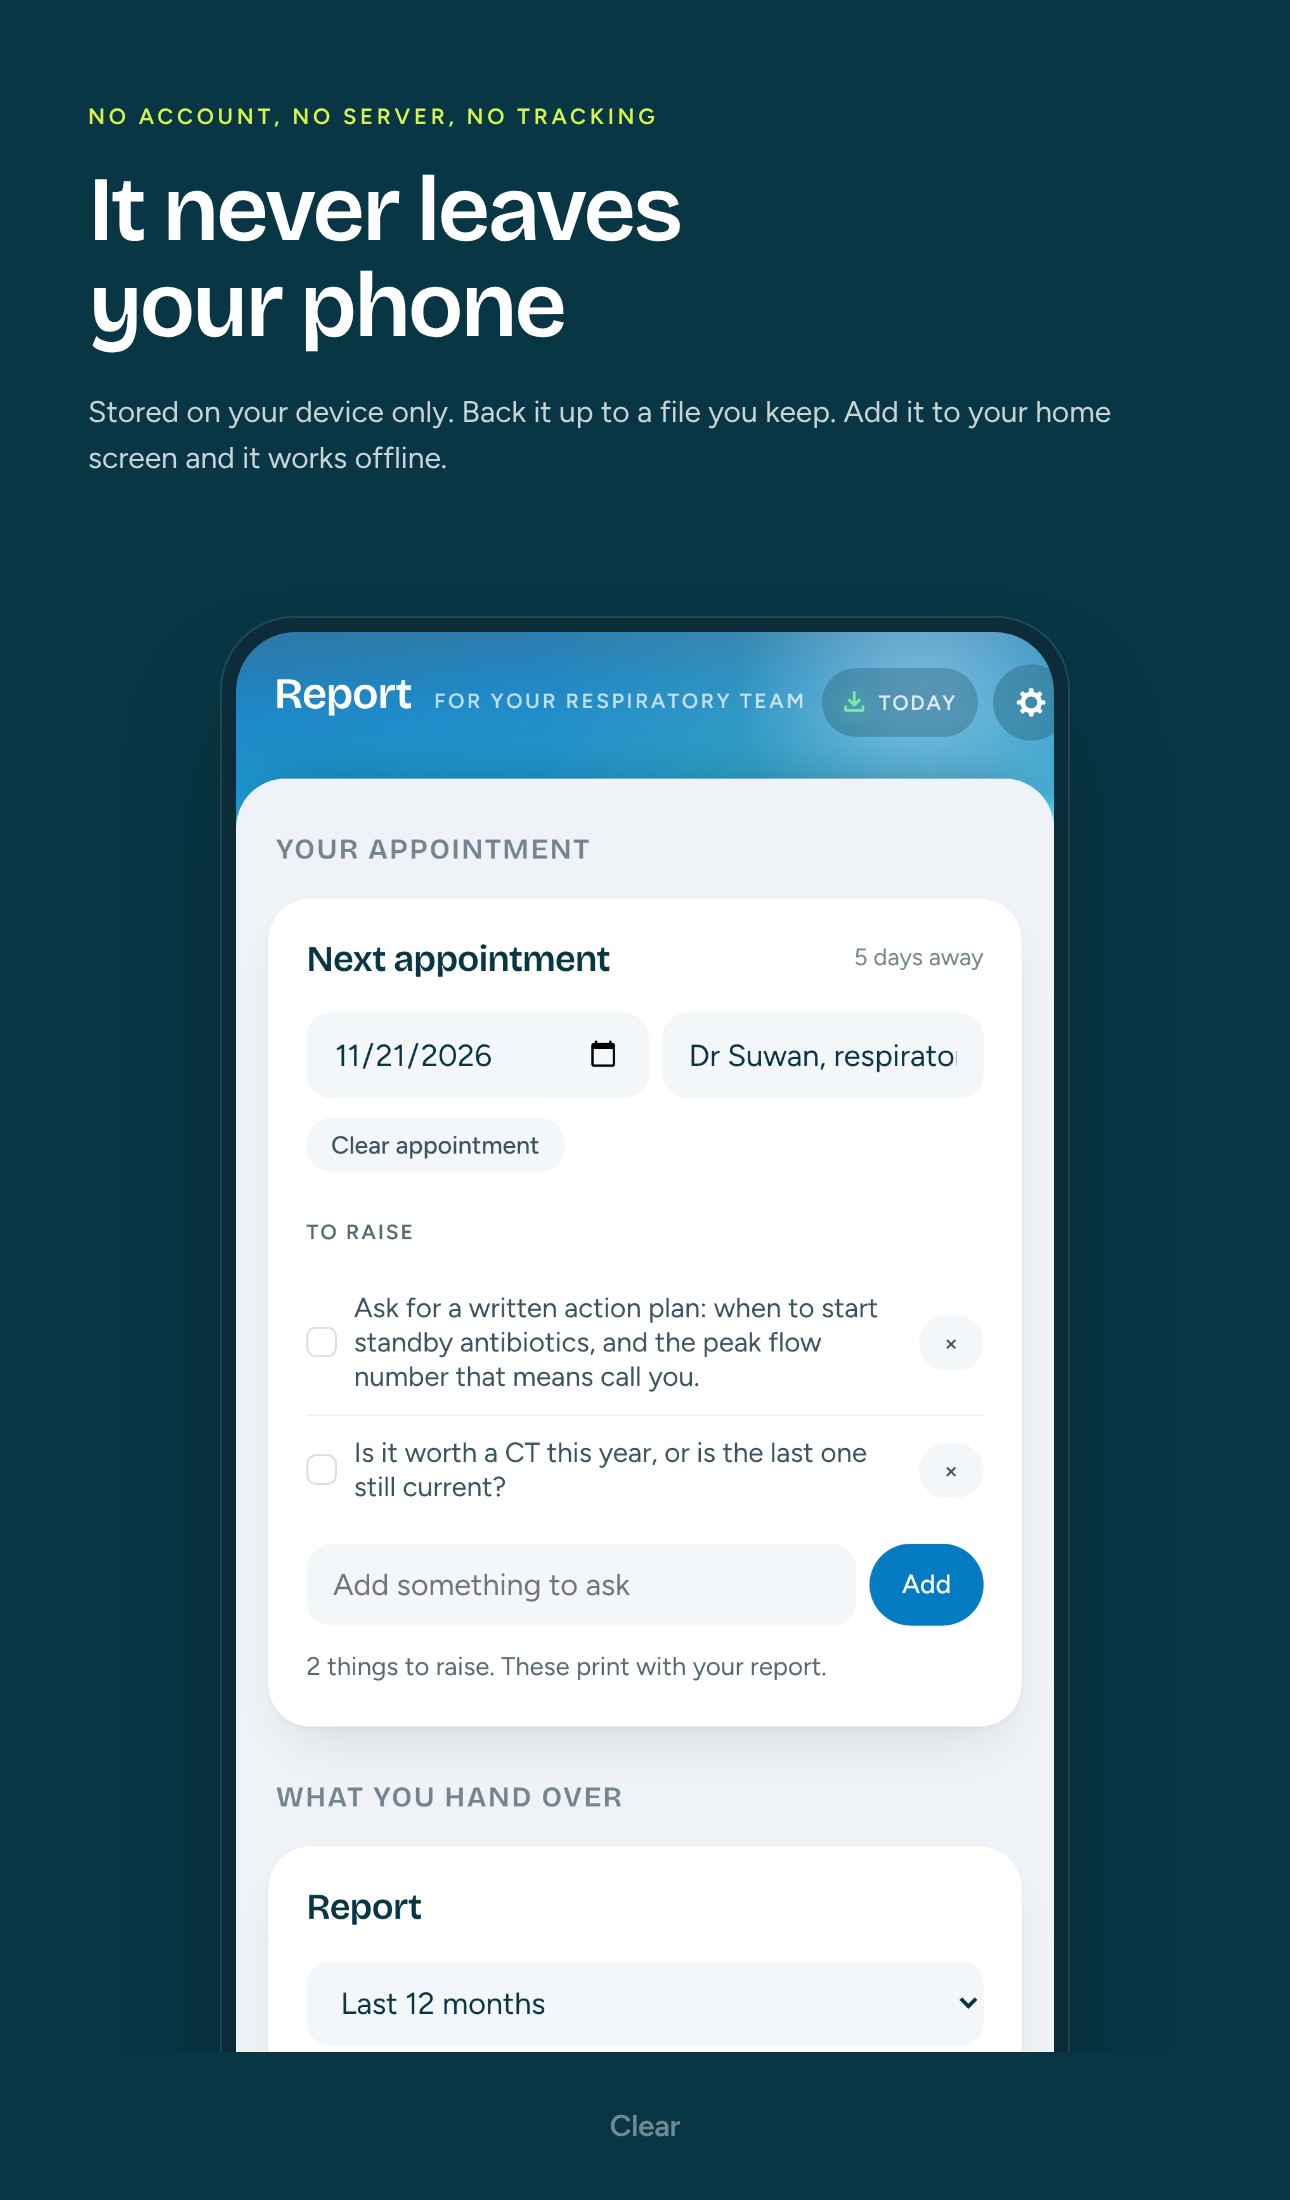 NO ACCOUNT, NO SERVER, NO TRACKING
It never leaves
your phone
Stored on your device only. Back it up to a file you keep. Add it to your home
screen and it works offline.
Report FOR YOUR RESPIRATORY TEAM TODAY
YOUR APPOINTMENT
Next appointment 5 days away
11/21/2026 Dr Suwan, respirator
Clear appointment
TO RAISE
Ask for a written action plan: when to start
standby antibiotics, and the peak flow
number that means call you.
×
Is it worth a CT this year, or is the last one
still current?
×
Add something to ask Add
2 things to raise. These print with your report.
WHAT YOU HAND OVER
Report
Last 12 months
Clear